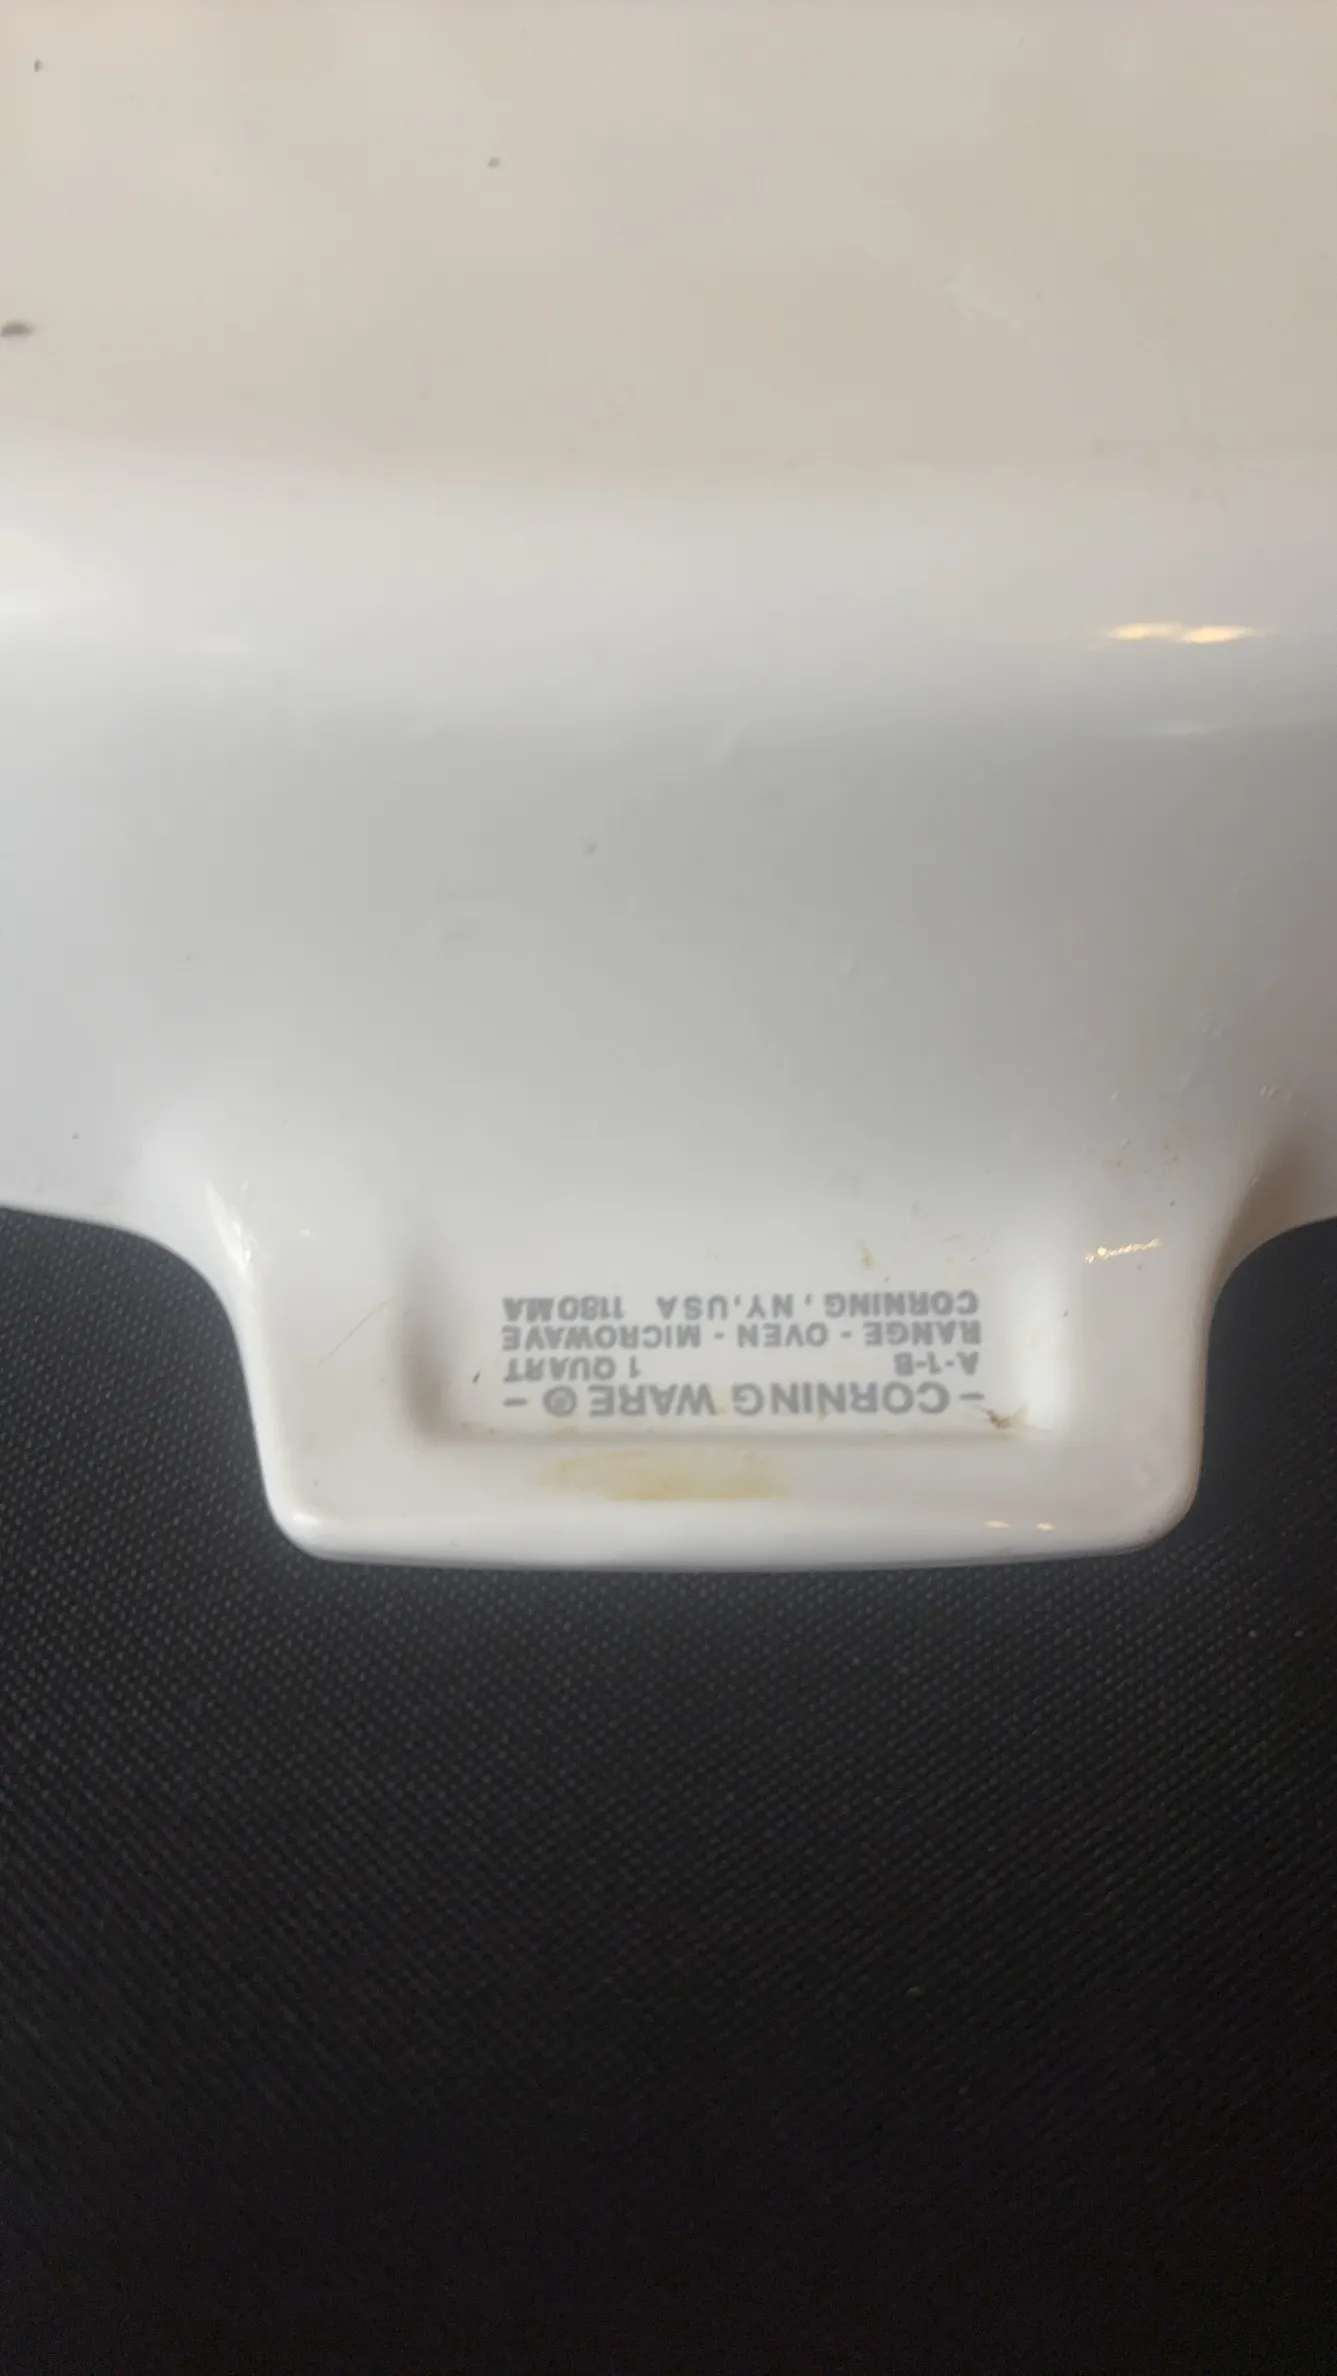 - CORNING WARE ® -
A-1-B 1 QUART
RANGE - OVEN - MICROWAVE
CORNING, NY, USA 1180MA